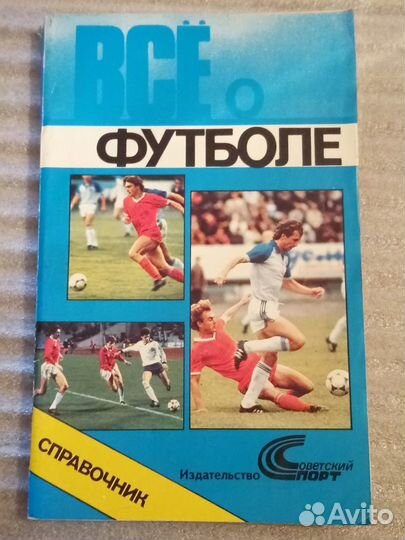 ВСЁ О
ФУТБОЛЕ
СПРАВОЧНИК
Издательство Советский
Спорт
Avito